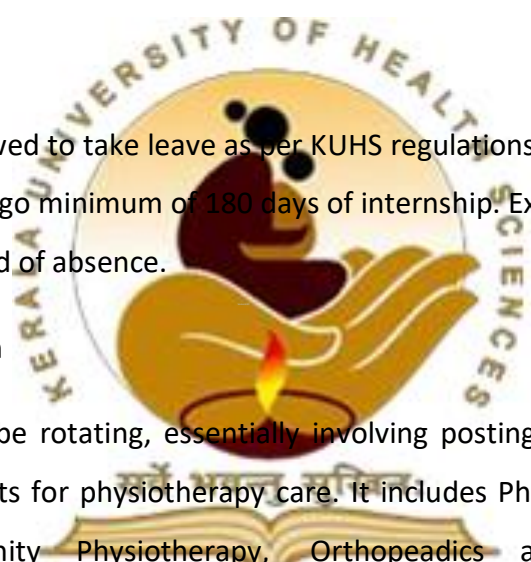 KERALA UNIVERSITY OF HEALTH SCIENCES
ved to take leave as per KUHS regulations
go minimum of 180 days of internship. Ex
d of absence.
be rotating, essentially involving posting
ts for physiotherapy care. It includes Ph
nity Physiotherapy, Orthopeadics a
सर्वे भवन्तु सुखिनः